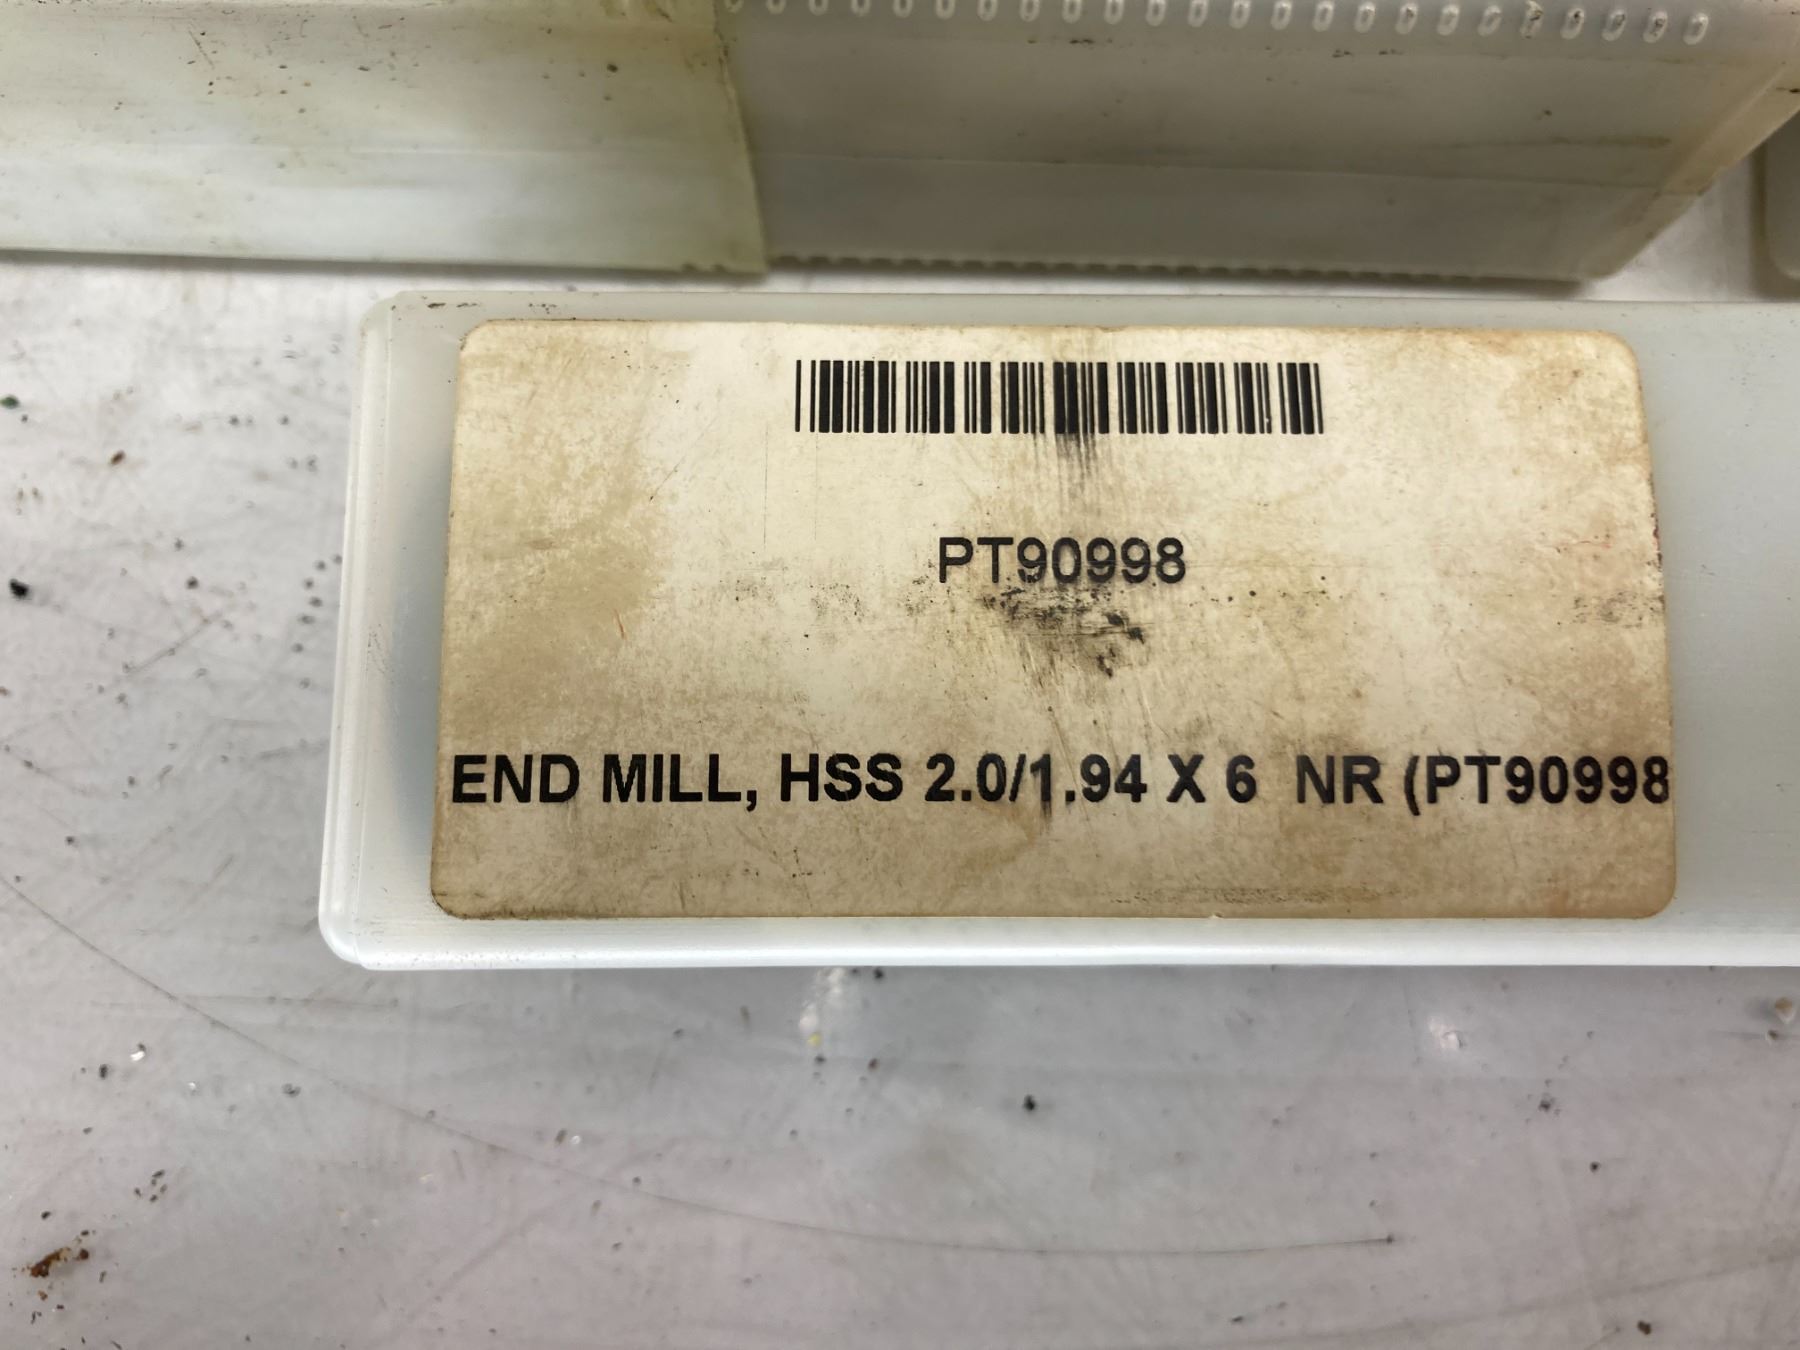 PT90998
END MILL, HSS 2.0/1.94 X 6  NR (PT90998